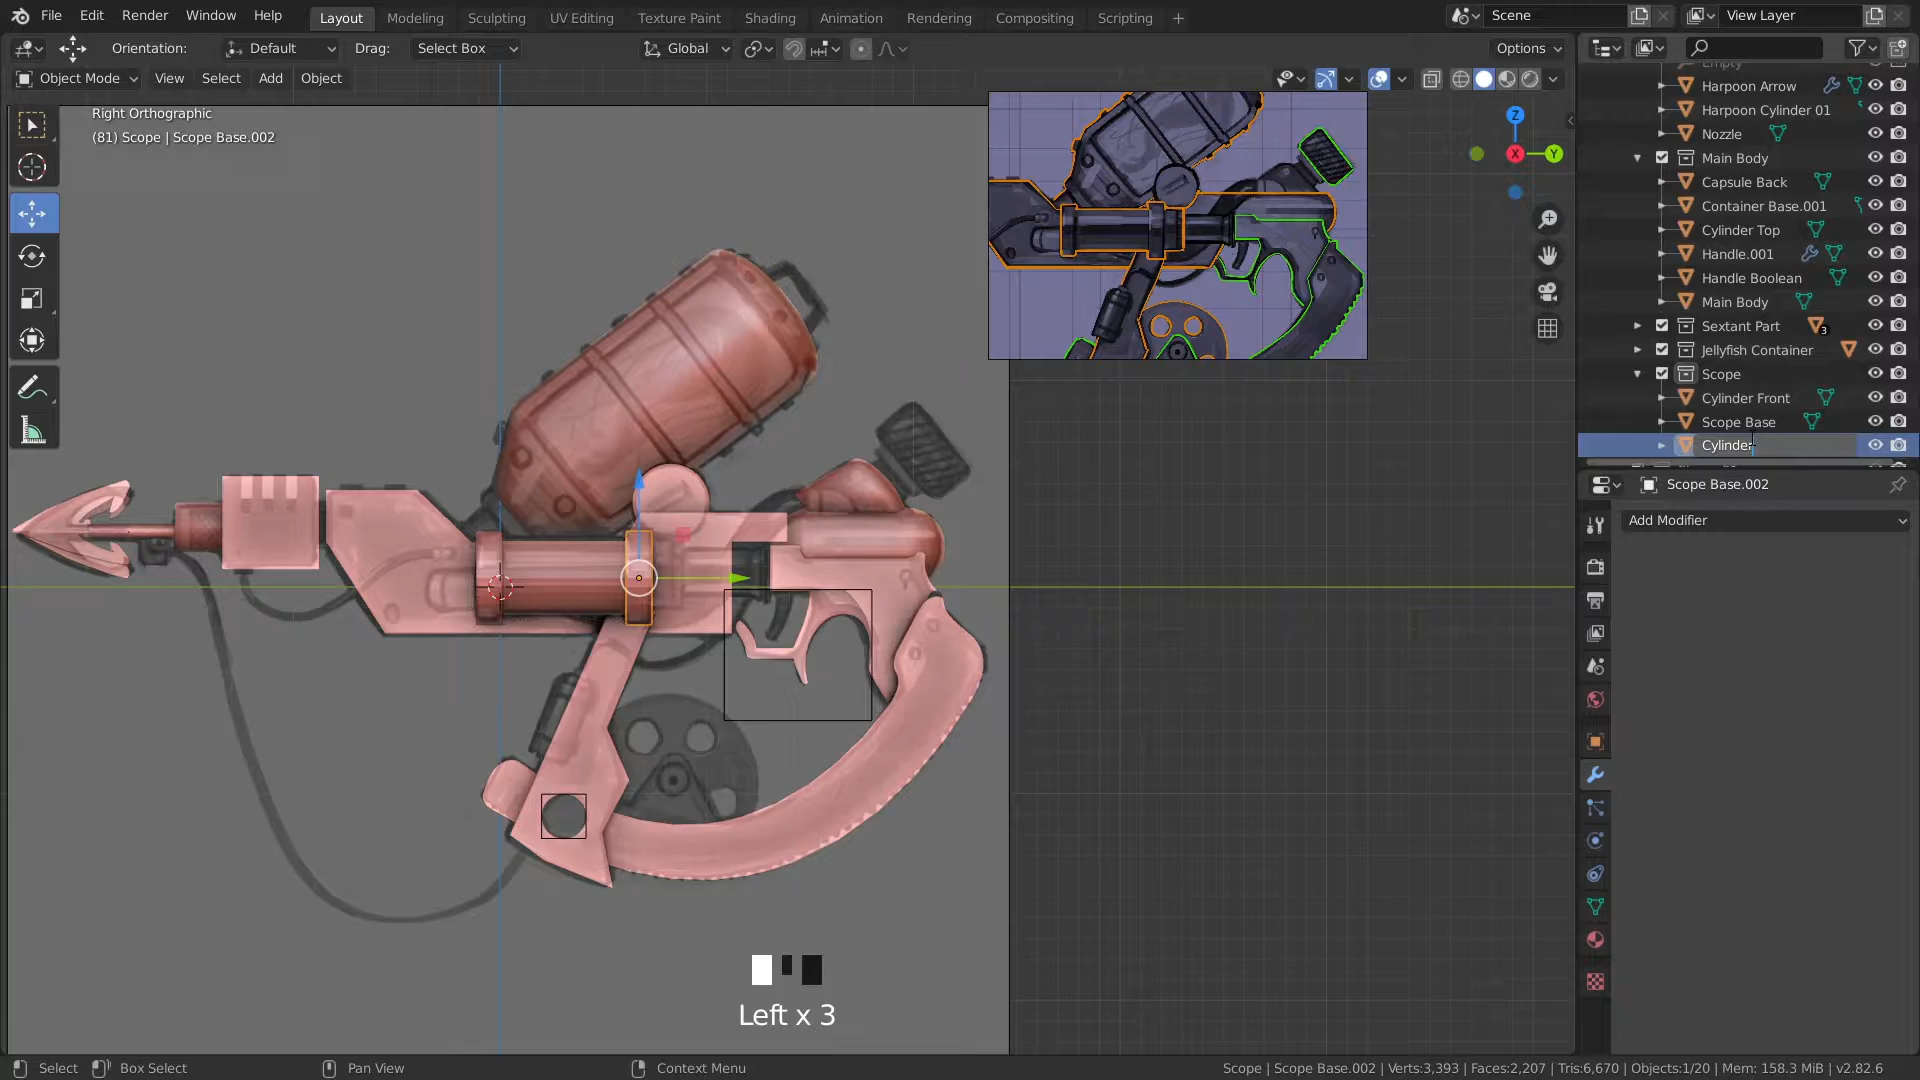 File Edit Render Window Help Layout Modeling Sculpting UV Editing Texture Paint Shading Animation Rendering Compositing Scripting + Scene View Layer
Orientation: Default Drag: Select Box Global Options
Object Mode View Select Add Object
Right Orthographic
(81) Scope | Scope Base.002
Z
X
Y
Harpoon Arrow
Harpoon Cylinder 01
Nozzle
Main Body
Capsule Back
Container Base.001
Cylinder Top
Handle.001
Handle Boolean
Main Body
Sextant Part 3
Jellyfish Container
Scope
Cylinder Front
Scope Base
Cylinder
Scope Base.002
Add Modifier
Left x 3
Select Box Select Pan View Context Menu Scope | Scope Base.002 | Verts:3,393 | Faces:2,207 | Tris:6,670 | Objects:1/20 | Mem: 158.3 MiB | v2.82.6